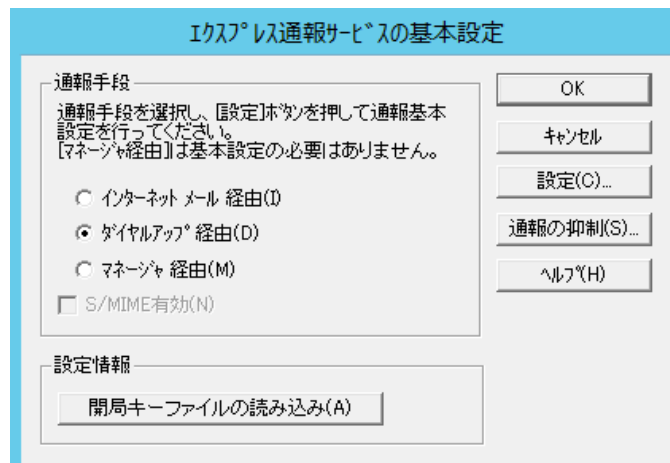 ｴｸｽﾌﾟﾚｽ通報ｻｰﾋﾞｽの基本設定
通報手段
通報手段を選択し、[設定]ﾎﾞﾀﾝを押して通報基本
設定を行ってください。
[ﾏﾈｰｼﾞｬ経由]は基本設定の必要はありません。
ｲﾝﾀｰﾈｯﾄ ﾒｰﾙ 経由(I)
ﾀﾞｲﾔﾙｱｯﾌﾟ 経由(D)
ﾏﾈｰｼﾞｬ 経由(M)
S/MIME有効(N)
OK
ｷｬﾝｾﾙ
設定(C)...
通報の抑制(S)...
ﾍﾙﾌﾟ(H)
設定情報
開局キーファイルの読み込み(A)